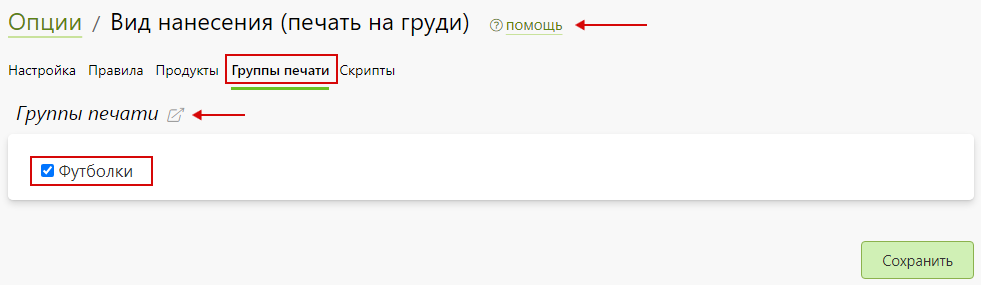 Опции / Вид нанесения (печать на груди) ? помощь
Настройка Правила Продукты Группы печати Скрипты
Группы печати
Футболки
Сохранить